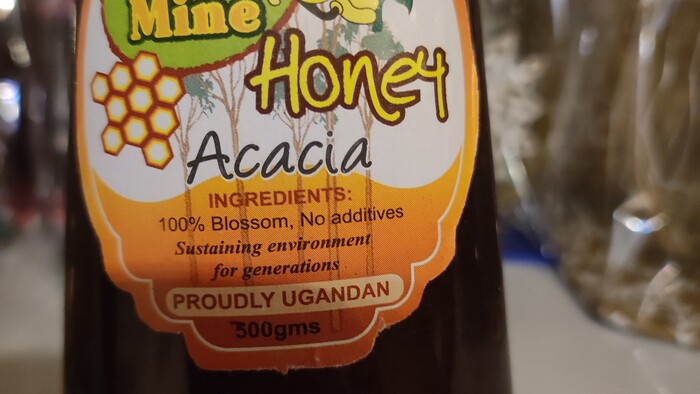 Mine
Honey
Acacia
INGREDIENTS:
100% Blossom, No additives
Sustaining environment
for generations
PROUDLY UGANDAN
500gms